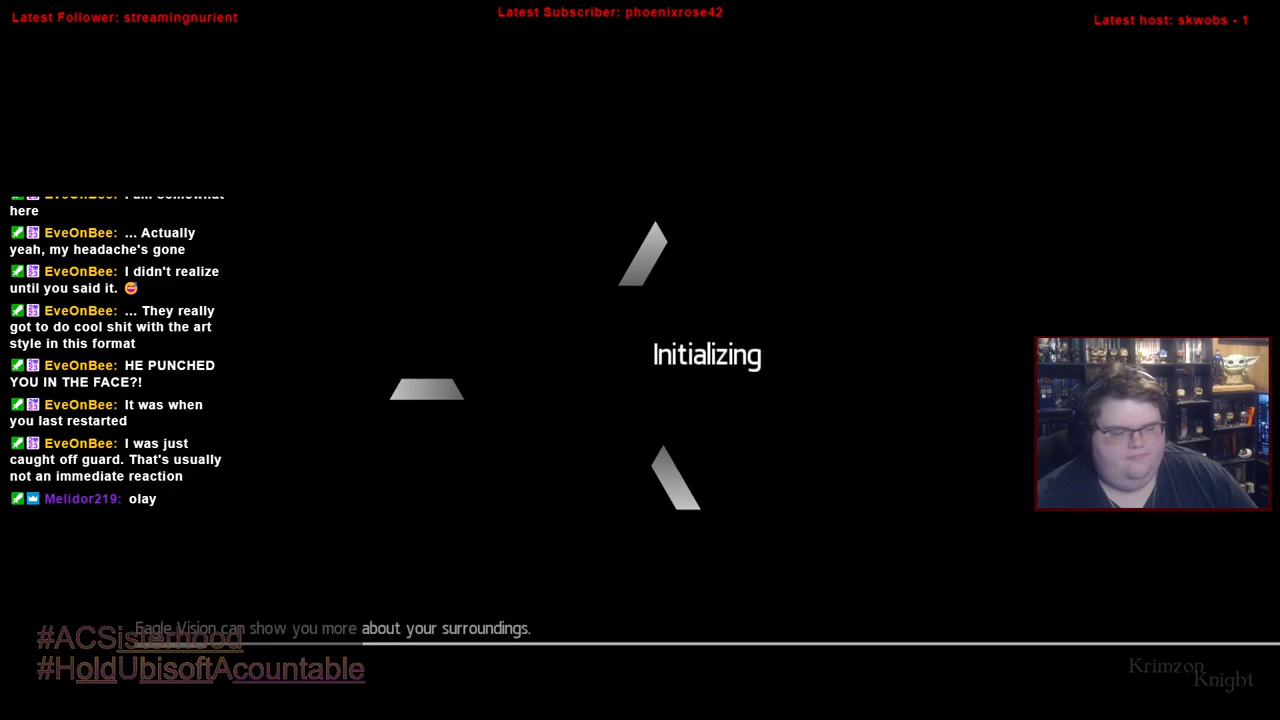 Latest Follower: streamingnurient
Latest Subscriber: phoenixrose42
Latest host: skwobs - 1
EveOnBee: I am somewhat
here
EveOnBee: ... Actually
yeah, my headache's gone
EveOnBee: I didn't realize
until you said it. 😅
EveOnBee: ... They really
got to do cool shit with the art
style in this format
EveOnBee: HE PUNCHED
YOU IN THE FACE?!
EveOnBee: It was when
you last restarted
EveOnBee: I was just
caught off guard. That's usually
not an immediate reaction
Melidor219: olay
Initializing
Eagle Vision can show you more about your surroundings.
#ACSisterhood
#HoldUbisoftAcountable
Krimzon
Knight